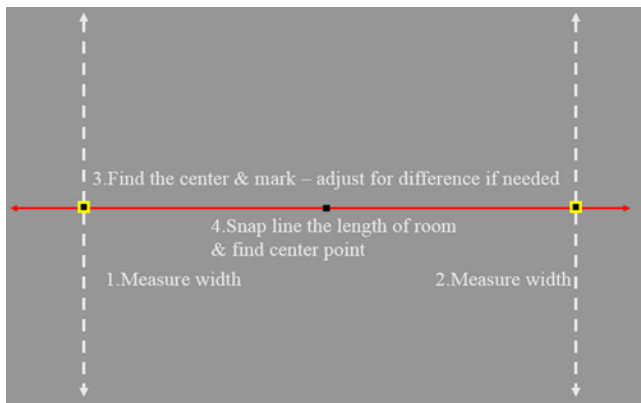 3.Find the center & mark – adjust for difference if needed
4.Snap line the length of room
& find center point
1.Measure width
2.Measure width